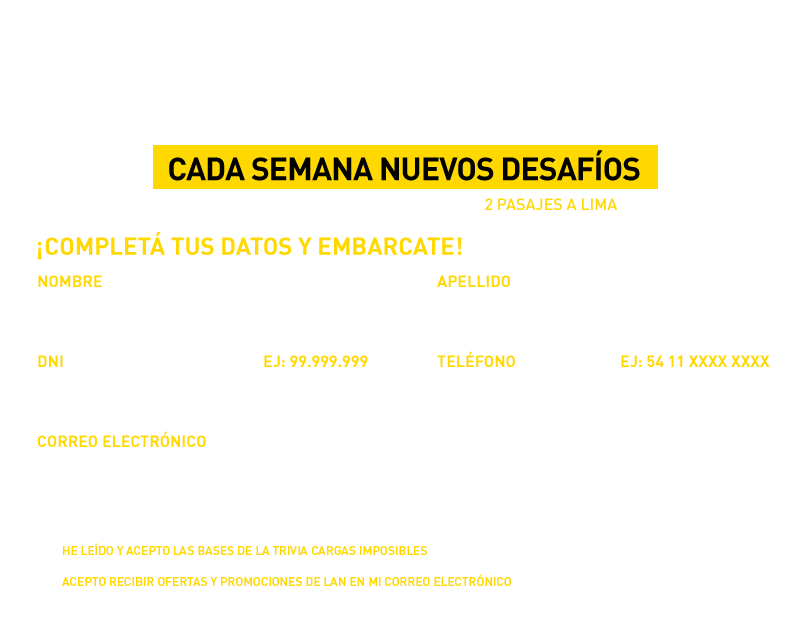 CADA SEMANA NUEVOS DESAFÍOS
2 PASAJES A LIMA
¡COMPLETÁ TUS DATOS Y EMBARCATE!
NOMBRE APELLIDO
DNI EJ: 99.999.999 TELÉFONO EJ: 54 11 XXXX XXXX
CORREO ELECTRÓNICO
HE LEÍDO Y ACEPTO LAS BASES DE LA TRIVIA CARGAS IMPOSIBLES
ACEPTO RECIBIR OFERTAS Y PROMOCIONES DE LAN EN MI CORREO ELECTRÓNICO